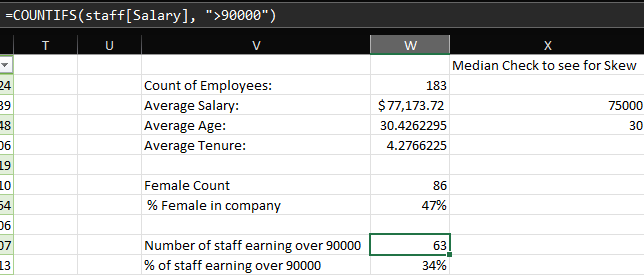 =COUNTIFS(staff[Salary], ">90000")
T U V W X
Median Check to see for Skew
24 Count of Employees: 183
39 Average Salary: $77,173.72 75000
48 Average Age: 30.4262295 30
06 Average Tenure: 4.2766225
19
10 Female Count 86
54 % Female in company 47%
06
07 Number of staff earning over 90000 63
13 % of staff earning over 90000 34%